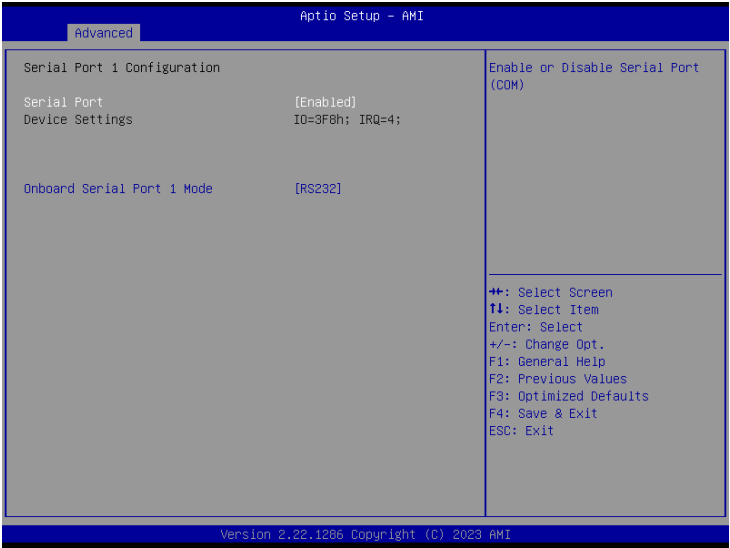 Aptio Setup – AMI
Advanced
Serial Port 1 Configuration
Serial Port [Enabled]
Device Settings IO=3F8h; IRQ=4;
Onboard Serial Port 1 Mode [RS232]
Enable or Disable Serial Port
(COM)
→←: Select Screen
↑↓: Select Item
Enter: Select
+/-: Change Opt.
F1: General Help
F2: Previous Values
F3: Optimized Defaults
F4: Save & Exit
ESC: Exit
Version 2.22.1286 Copyright (C) 2023 AMI